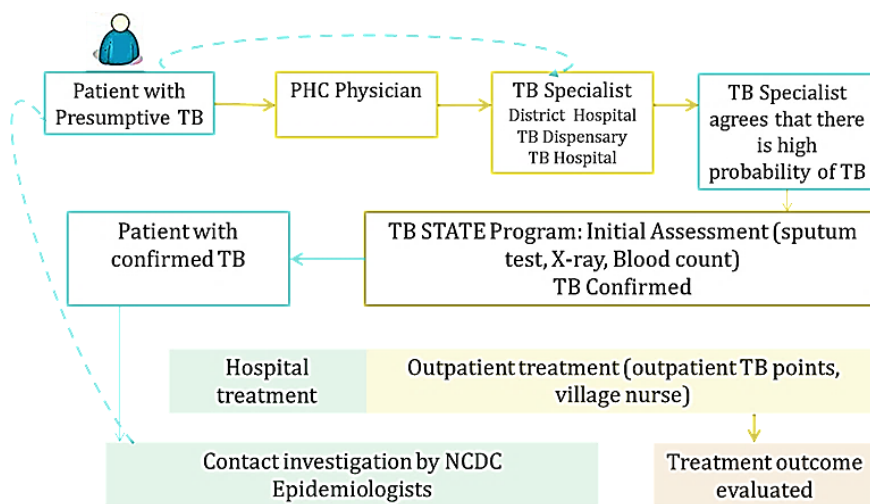 Patient with
Presumptive TB
PHC Physician
TB Specialist
District Hospital
TB Dispensary
TB Hospital
TB Specialist
agrees that there
is high
probability of TB
Patient with
confirmed TB
TB STATE Program: Initial Assessment (sputum
test, X-ray, Blood count)
TB Confirmed
Hospital
treatment
Outpatient treatment (outpatient TB points,
village nurse)
Contact investigation by NCDC
Epidemiologists
Treatment outcome
evaluated